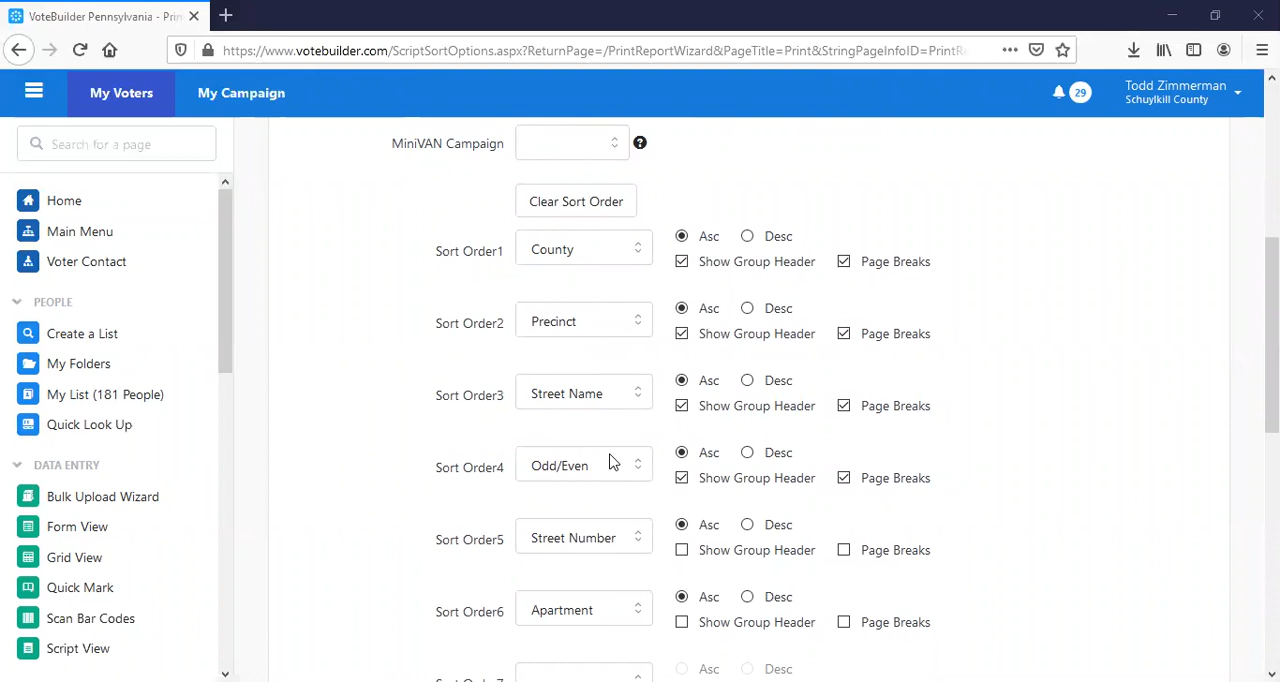 VoteBuilder Pennsylvania - Prin
https://www.votebuilder.com/ScriptSortOptions.aspx?ReturnPage=/PrintReportWizard&PageTitle=Print&StringPageInfoID=PrintR
My Voters
My Campaign
29
Todd Zimmerman
Schuylkill County
Search for a page
Home
Main Menu
Voter Contact
PEOPLE
Create a List
My Folders
My List (181 People)
Quick Look Up
DATA ENTRY
Bulk Upload Wizard
Form View
Grid View
Quick Mark
Scan Bar Codes
Script View
MiniVAN Campaign
Clear Sort Order
Sort Order1 County Asc Desc
Show Group Header Page Breaks
Sort Order2 Precinct Asc Desc
Show Group Header Page Breaks
Sort Order3 Street Name Asc Desc
Show Group Header Page Breaks
Sort Order4 Odd/Even Asc Desc
Show Group Header Page Breaks
Sort Order5 Street Number Asc Desc
Show Group Header Page Breaks
Sort Order6 Apartment Asc Desc
Show Group Header Page Breaks
Asc Desc